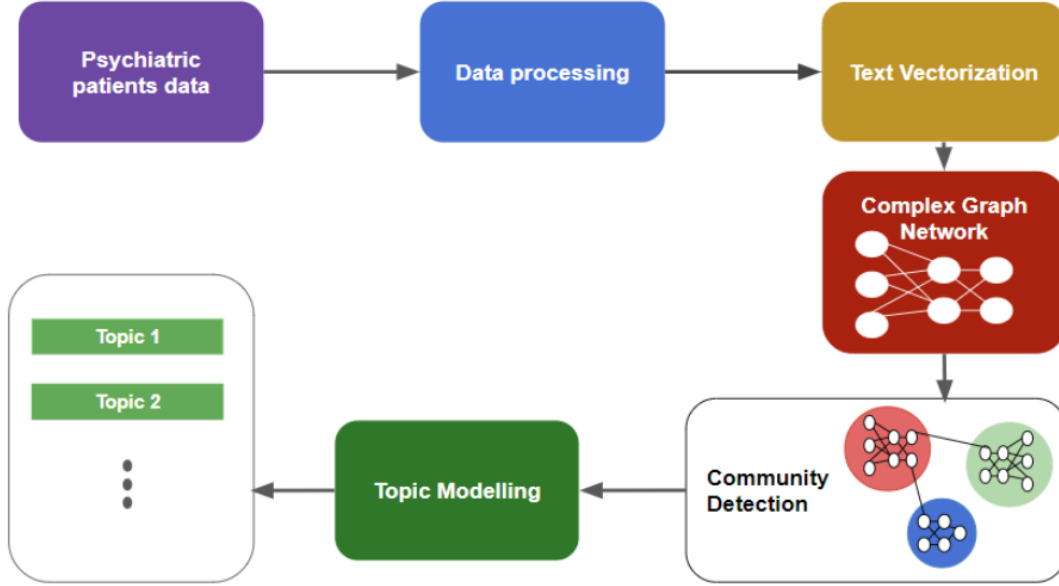 Psychiatric
patients data
Data processing
Text Vectorization
Complex Graph
Network
Community
Detection
Topic Modelling
Topic 1
Topic 2